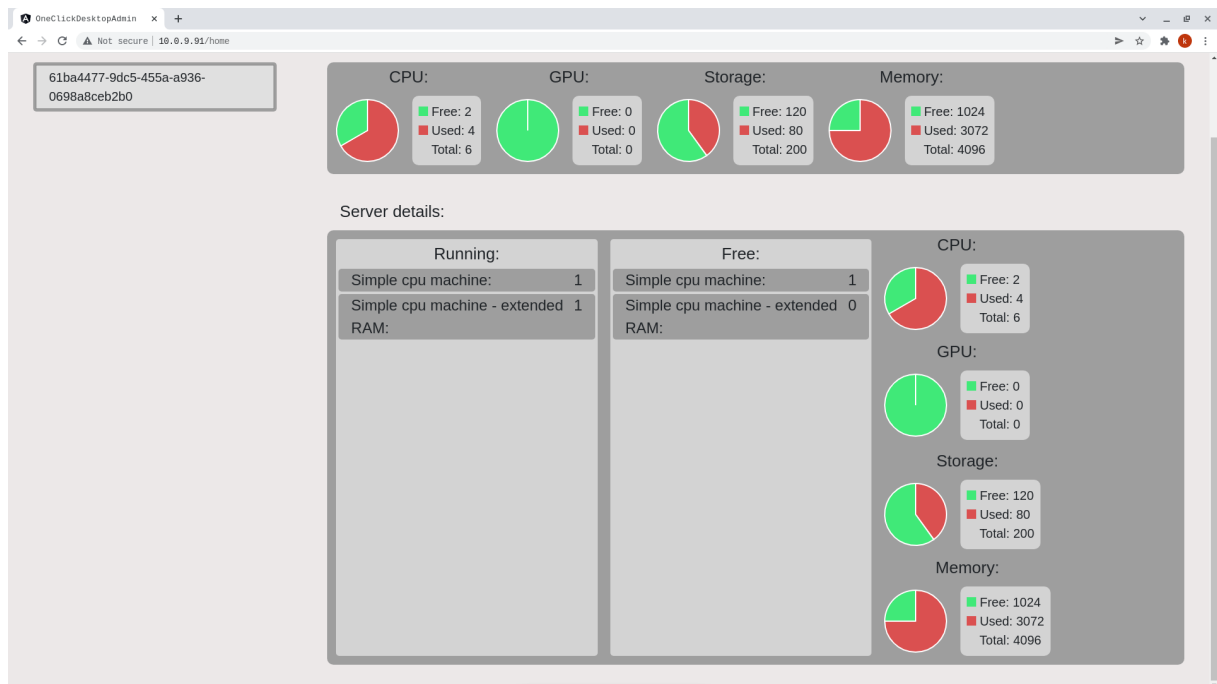 OneClickDesktopAdmin
Not secure | 10.0.9.91/home
k
61ba4477-9dc5-455a-a936-
0698a8ceb2b0
CPU:
Free: 2
Used: 4
Total: 6
GPU:
Free: 0
Used: 0
Total: 0
Storage:
Free: 120
Used: 80
Total: 200
Memory:
Free: 1024
Used: 3072
Total: 4096
Server details:
Running:
Simple cpu machine: 1
Simple cpu machine - extended 1
RAM:
Free:
Simple cpu machine: 1
Simple cpu machine - extended 0
RAM:
CPU:
Free: 2
Used: 4
Total: 6
GPU:
Free: 0
Used: 0
Total: 0
Storage:
Free: 120
Used: 80
Total: 200
Memory:
Free: 1024
Used: 3072
Total: 4096